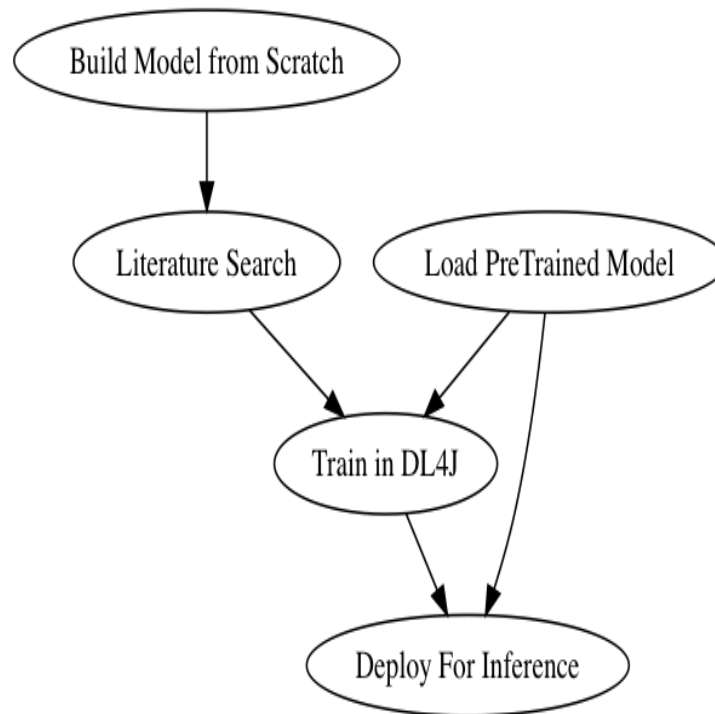 Build Model from Scratch
Literature Search
Load PreTrained Model
Train in DL4J
Deploy For Inference